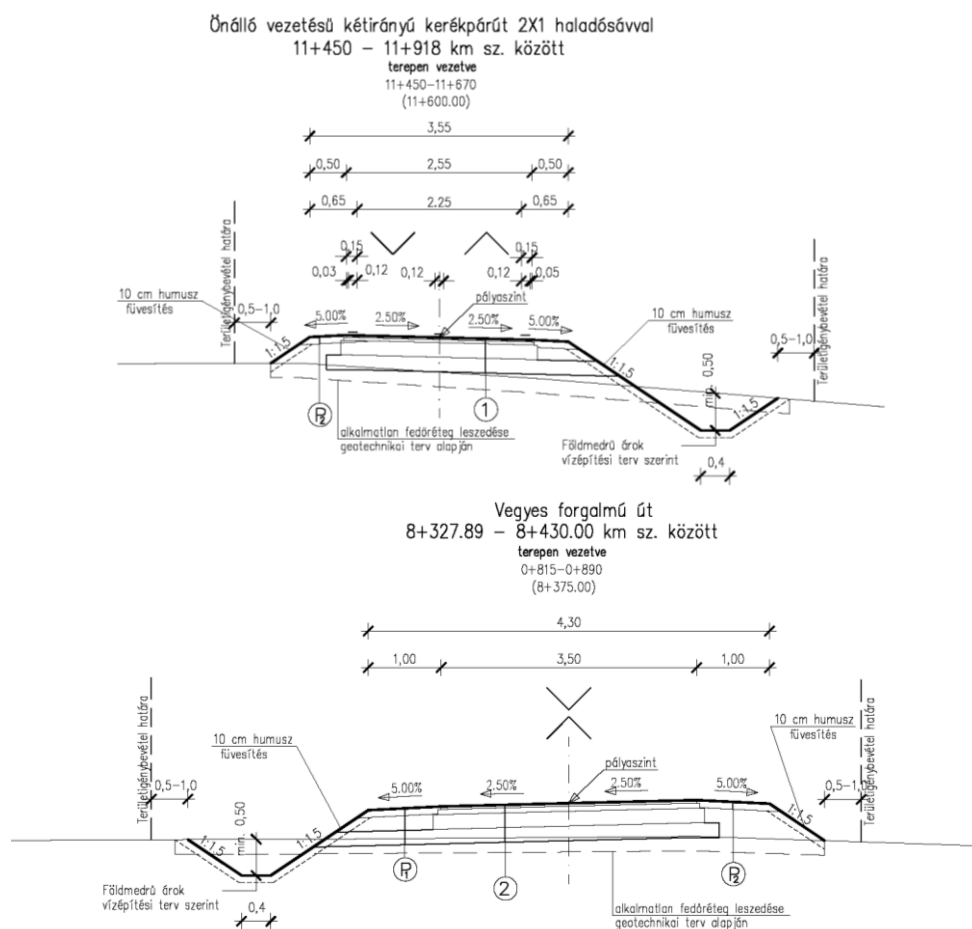 Önálló vezetésű kétirányú kerékpárút 2X1 haladósávval
11+450 – 11+918 km sz. között
terepen vezetve
11+450-11+670
(11+600.00)
3,55
0,50 2,55 0,50
0,65 2.25 0,65
0,15 0,15
0,03 0,12 0,12 0,12 0,05
Területigénybevétel határa
10 cm humusz
füvesítés
0,5-1,0
5.00% 2.50% 2.50% 5.00%
pályaszint
10 cm humusz
füvesítés
0,5-1,0
Területigénybevétel határa
1:1,5
1:1,5
min. 0,50
1:1,5
P2
1
alkalmatlan fedőréteg leszedése
geotechnikai terv alapján
Földmedrű árok
vízépítési terv szerint
0,4
Vegyes forgalmú út
8+327.89 – 8+430.00 km sz. között
terepen vezetve
0+815-0+890
(8+375.00)
4,30
1,00 3,50 1,00
Területigénybevétel határa
10 cm humusz
füvesítés
0,5-1,0
5.00% 2.50% 2.50% 5.00%
pályaszint
10 cm humusz
füvesítés
0,5-1,0
Területigénybevétel határa
1:1,5
min. 0,50
1:1,5
1:1,5
P1
2
P2
Földmedrű árok
vízépítési terv szerint
0,4
alkalmatlan fedőréteg leszedése
geotechnikai terv alapján